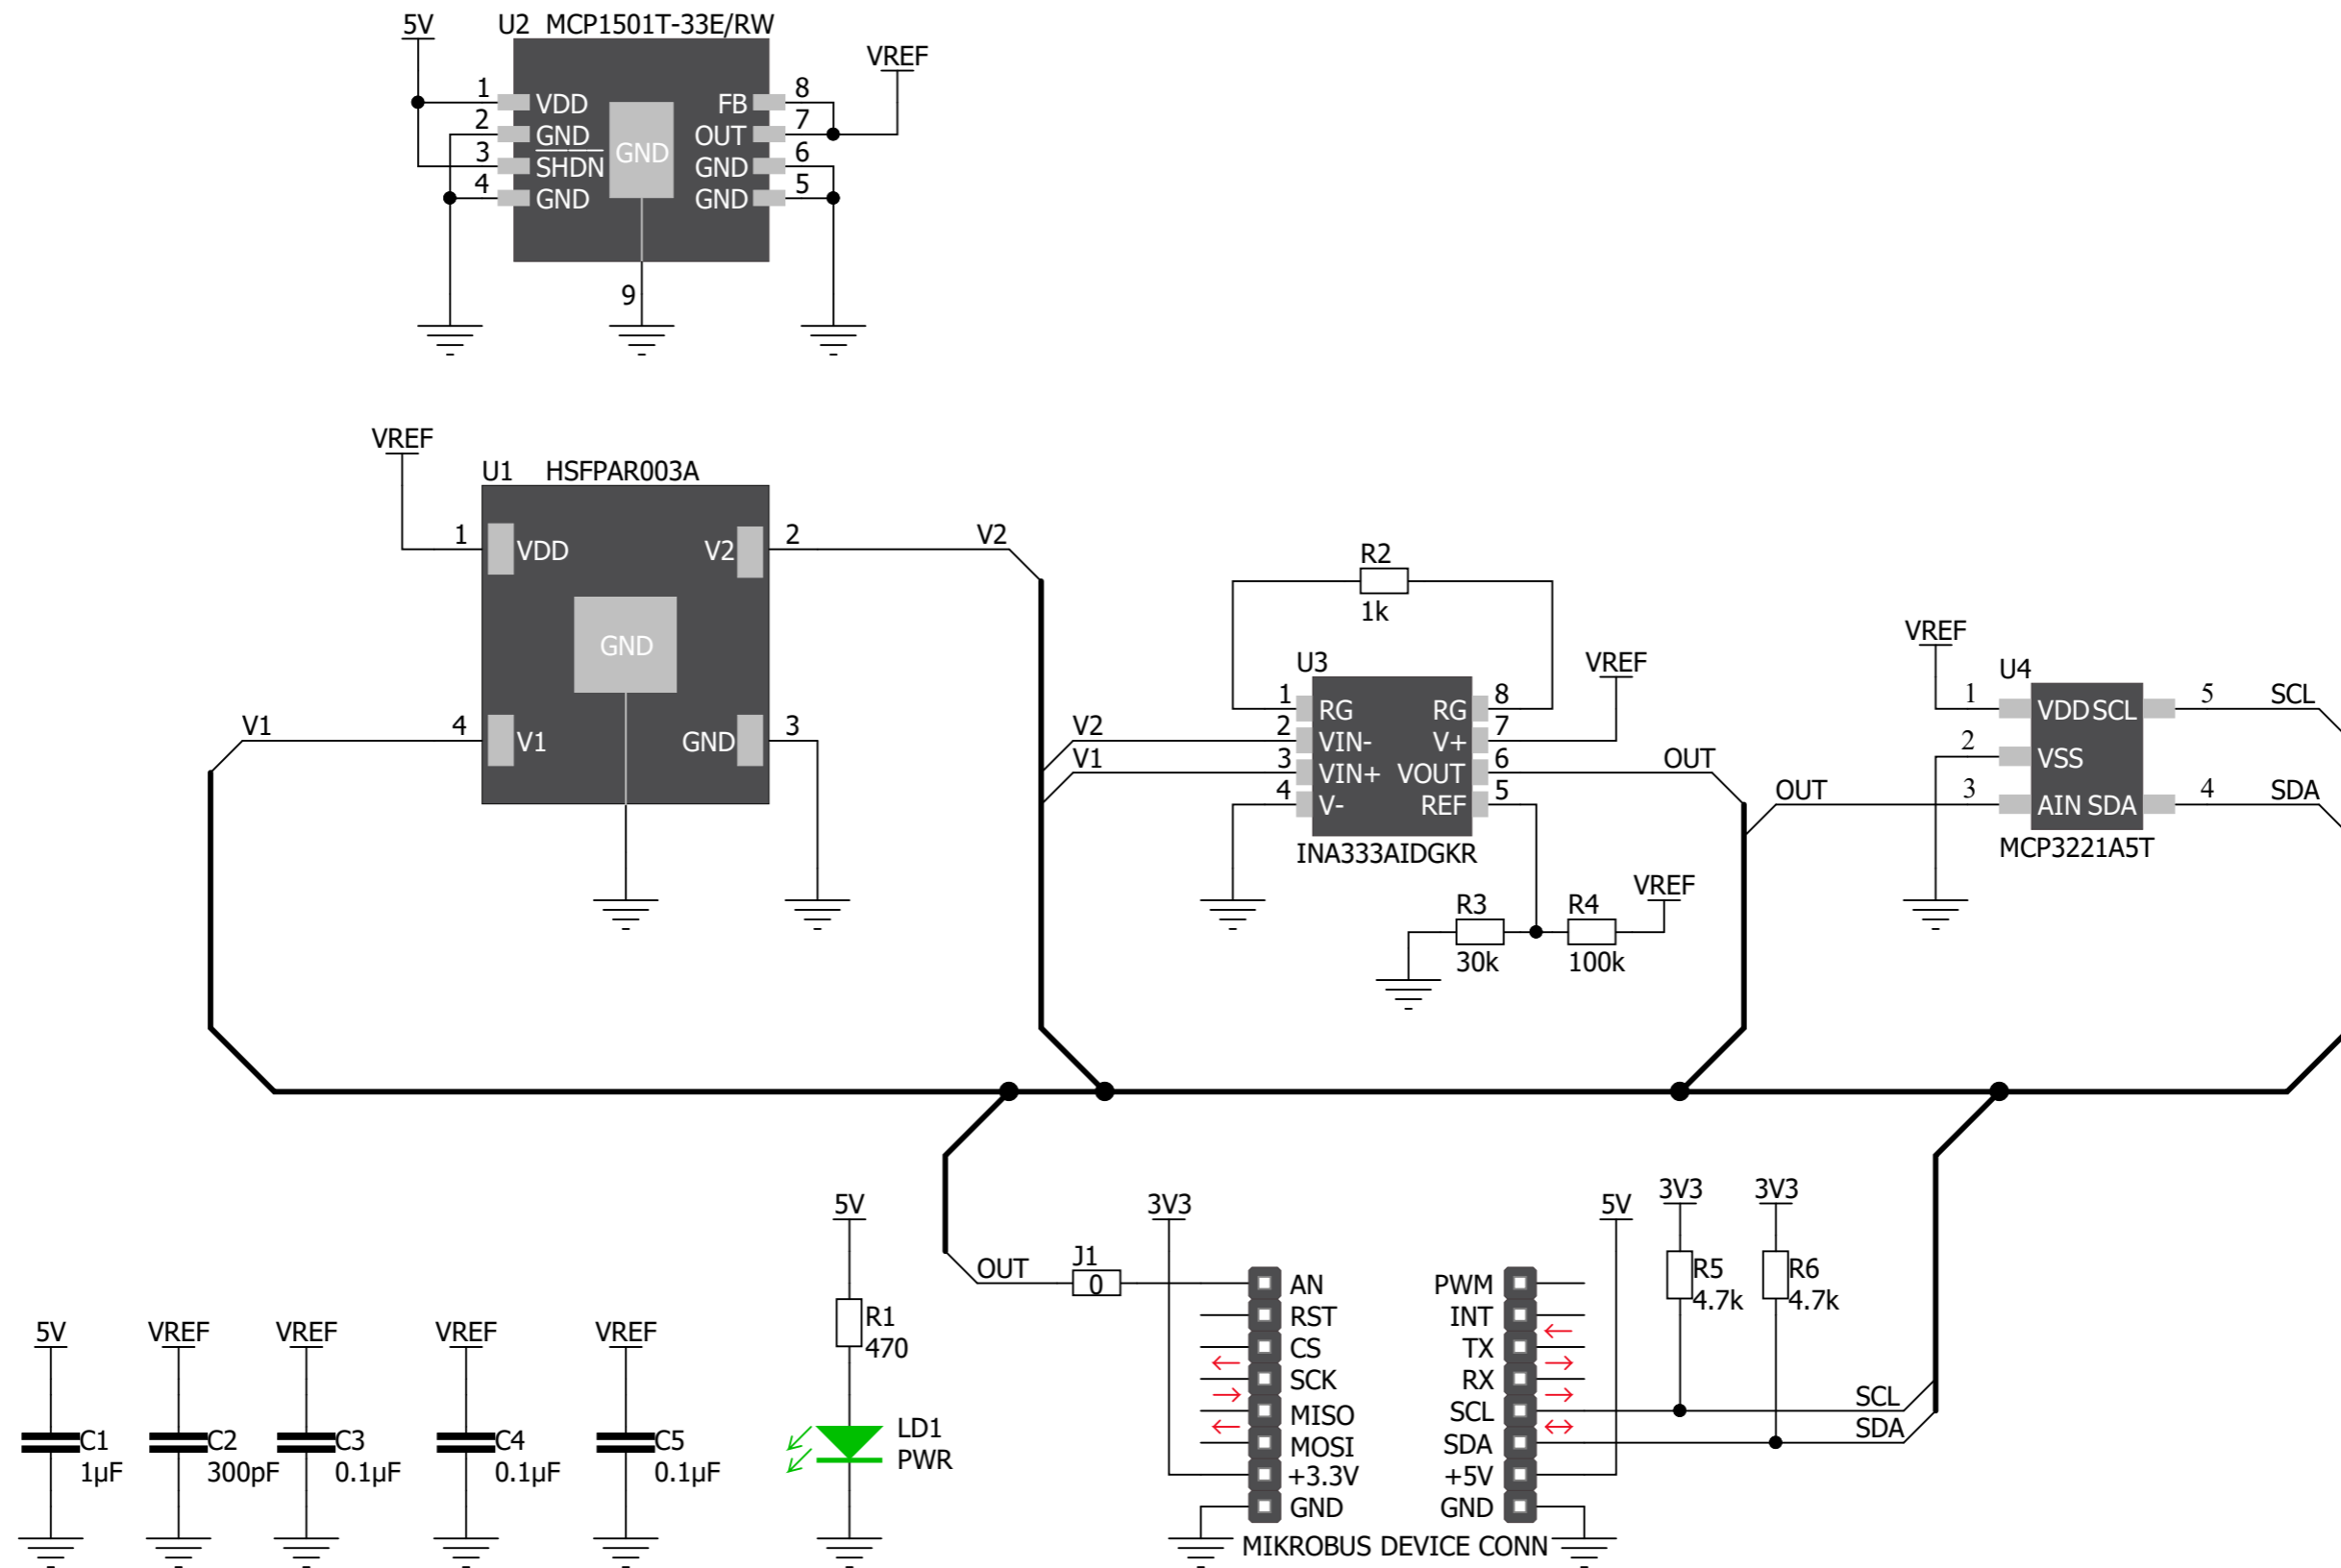 5V
U2 MCP1501T-33E/RW
VREF
1 VDD FB 8
2 GND OUT 7
3 SHDN GND GND 6
4 GND GND 5
9
VREF
U1 HSFPAR003A
1 VDD V2 2 V2
GND
V1 4 V1 GND 3
R2
1k
U3
VREF
1 RG RG 8
V2 2 VIN- V+ 7
V1 3 VIN+ VOUT 6 OUT
4 V- REF 5
INA333AIDGKR
R3
30k
R4
100k
VREF
VREF
U4
1 VDD SCL 5 SCL
2 VSS
OUT 3 AIN SDA 4 SDA
MCP3221A5T
5V
C1
1µF
VREF
C2
300pF
VREF
C3
0.1µF
VREF
C4
0.1µF
VREF
C5
0.1µF
5V
R1
470
LD1
PWR
OUT
J1
0
3V3
5V
3V3
R5
4.7k
3V3
R6
4.7k
AN PWM
RST INT
CS TX
SCK RX
MISO SCL SCL
MOSI SDA SDA
+3.3V +5V
GND GND
MIKROBUS DEVICE CONN